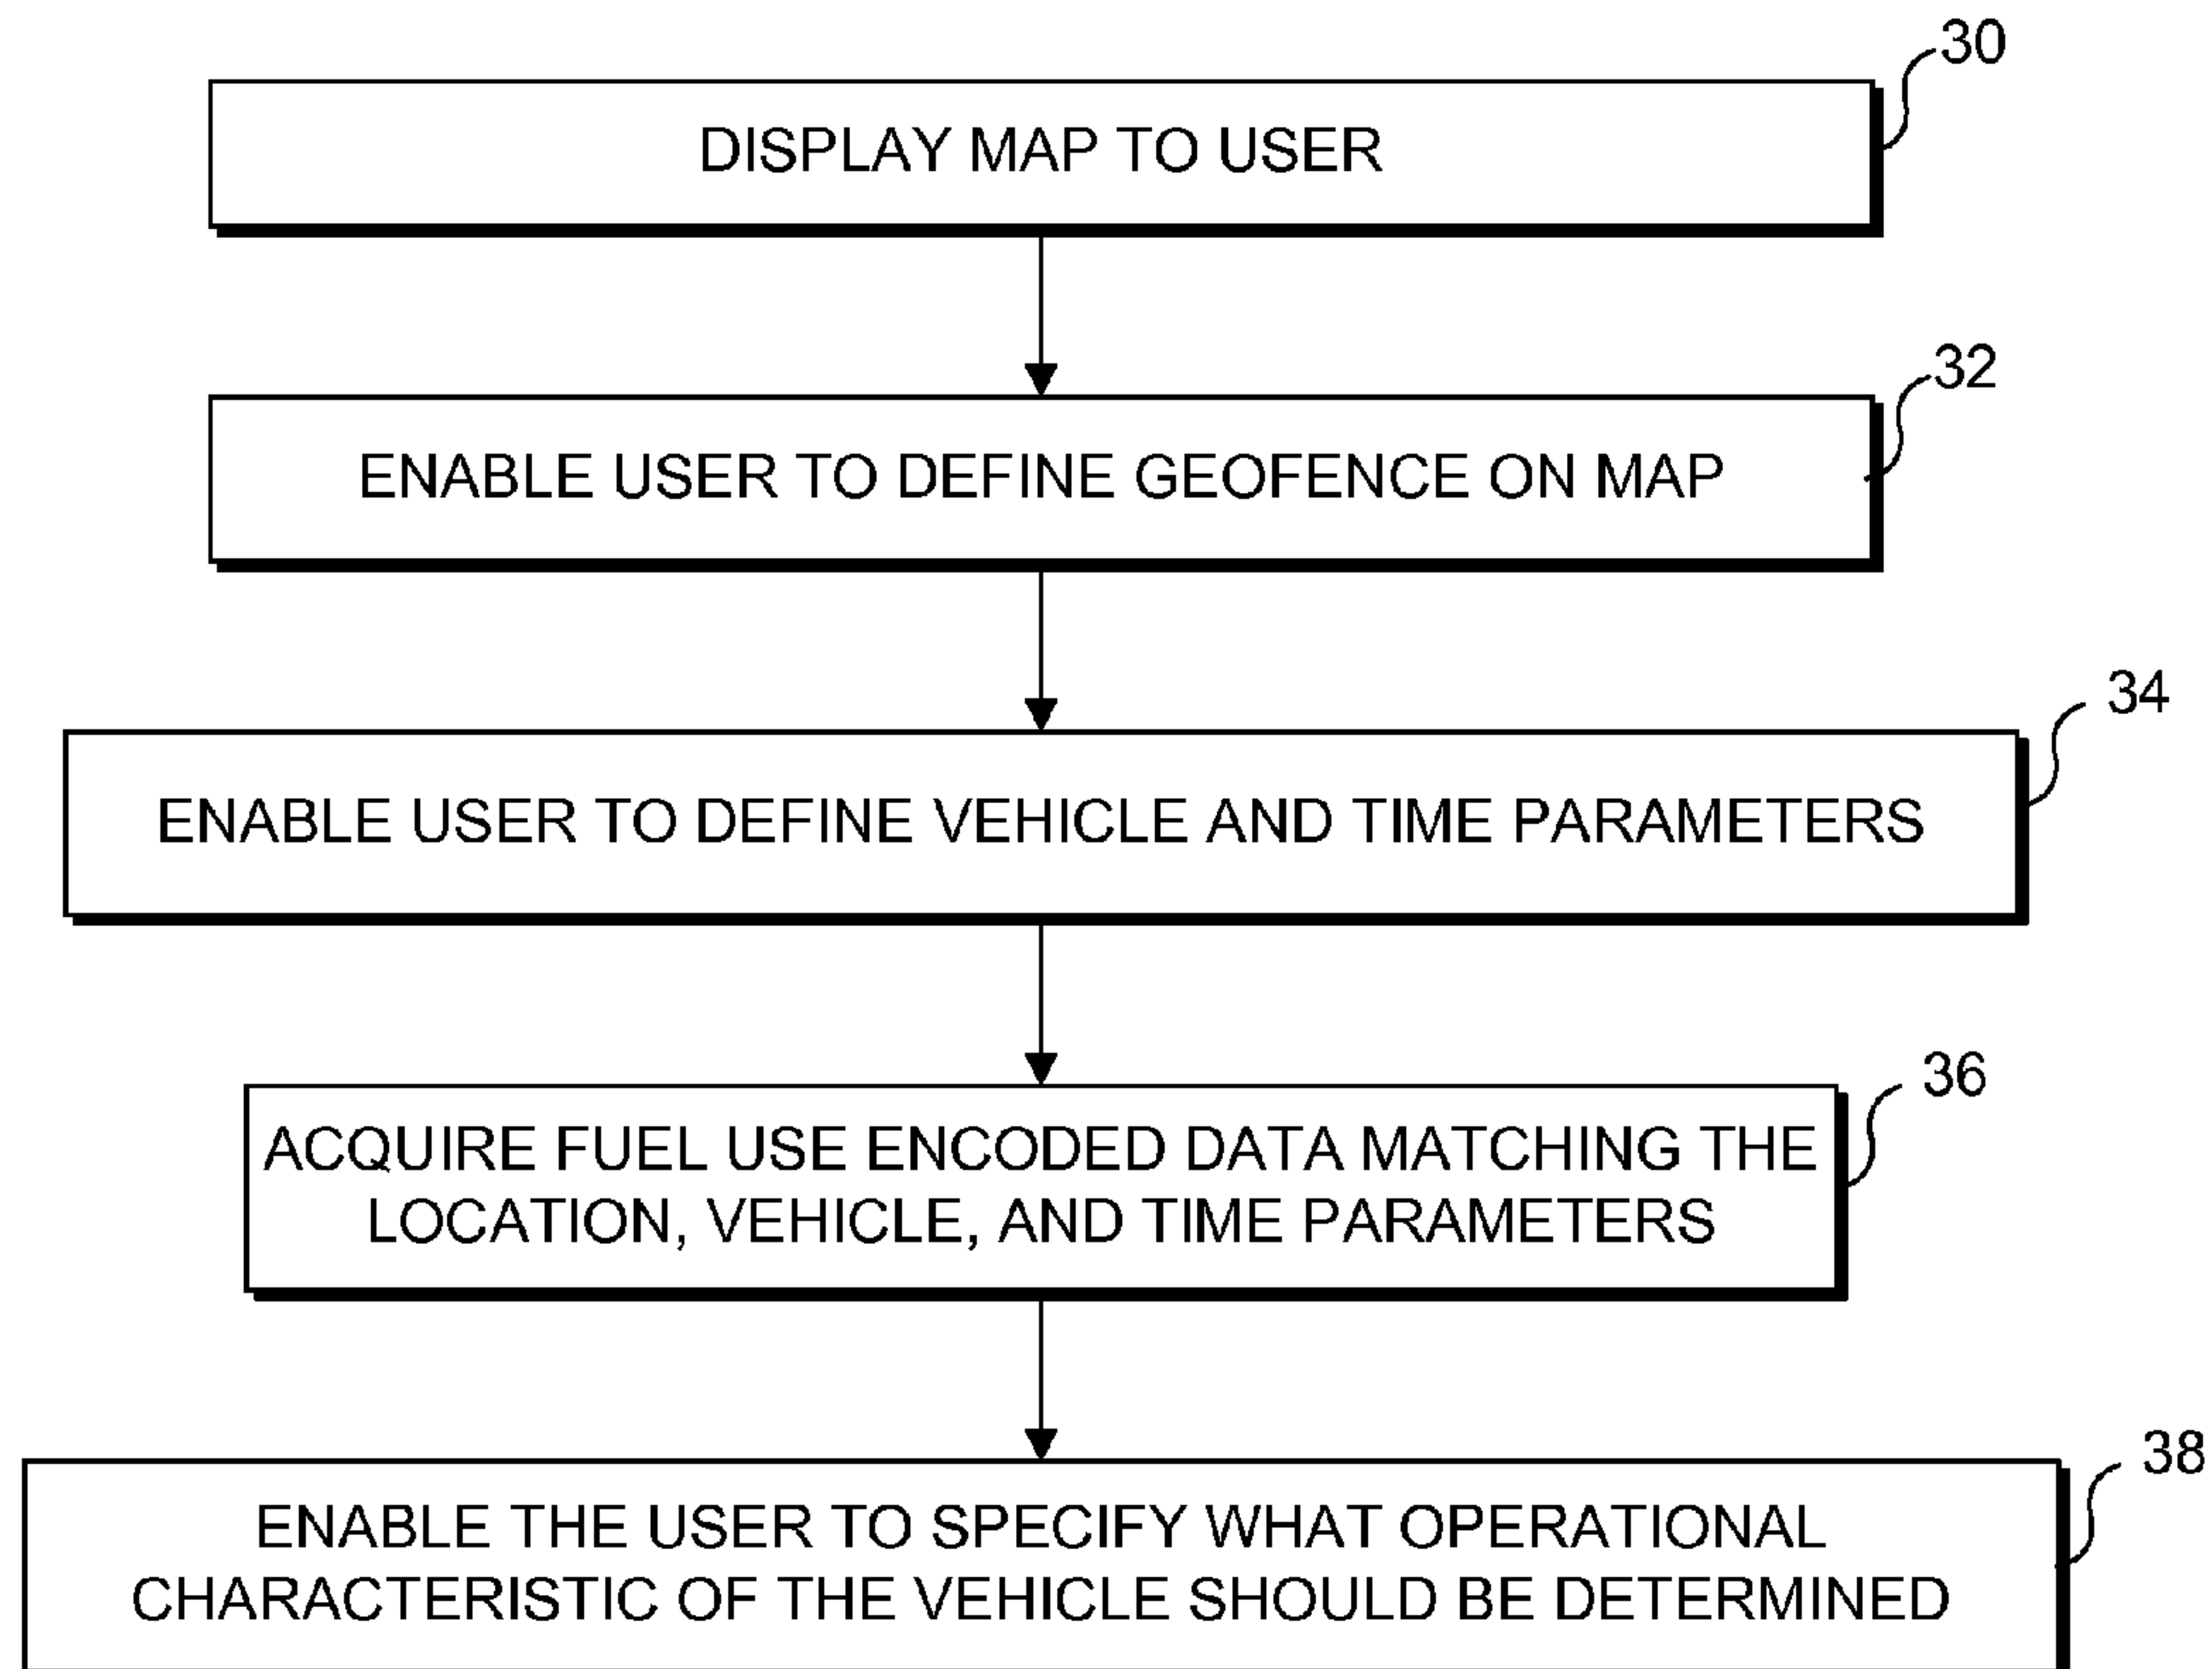 30
DISPLAY MAP TO USER
32
ENABLE USER TO DEFINE GEOFENCE ON MAP
34
ENABLE USER TO DEFINE VEHICLE AND TIME PARAMETERS
36
ACQUIRE FUEL USE ENCODED DATA MATCHING THE
LOCATION, VEHICLE, AND TIME PARAMETERS
38
ENABLE THE USER TO SPECIFY WHAT OPERATIONAL
CHARACTERISTIC OF THE VEHICLE SHOULD BE DETERMINED